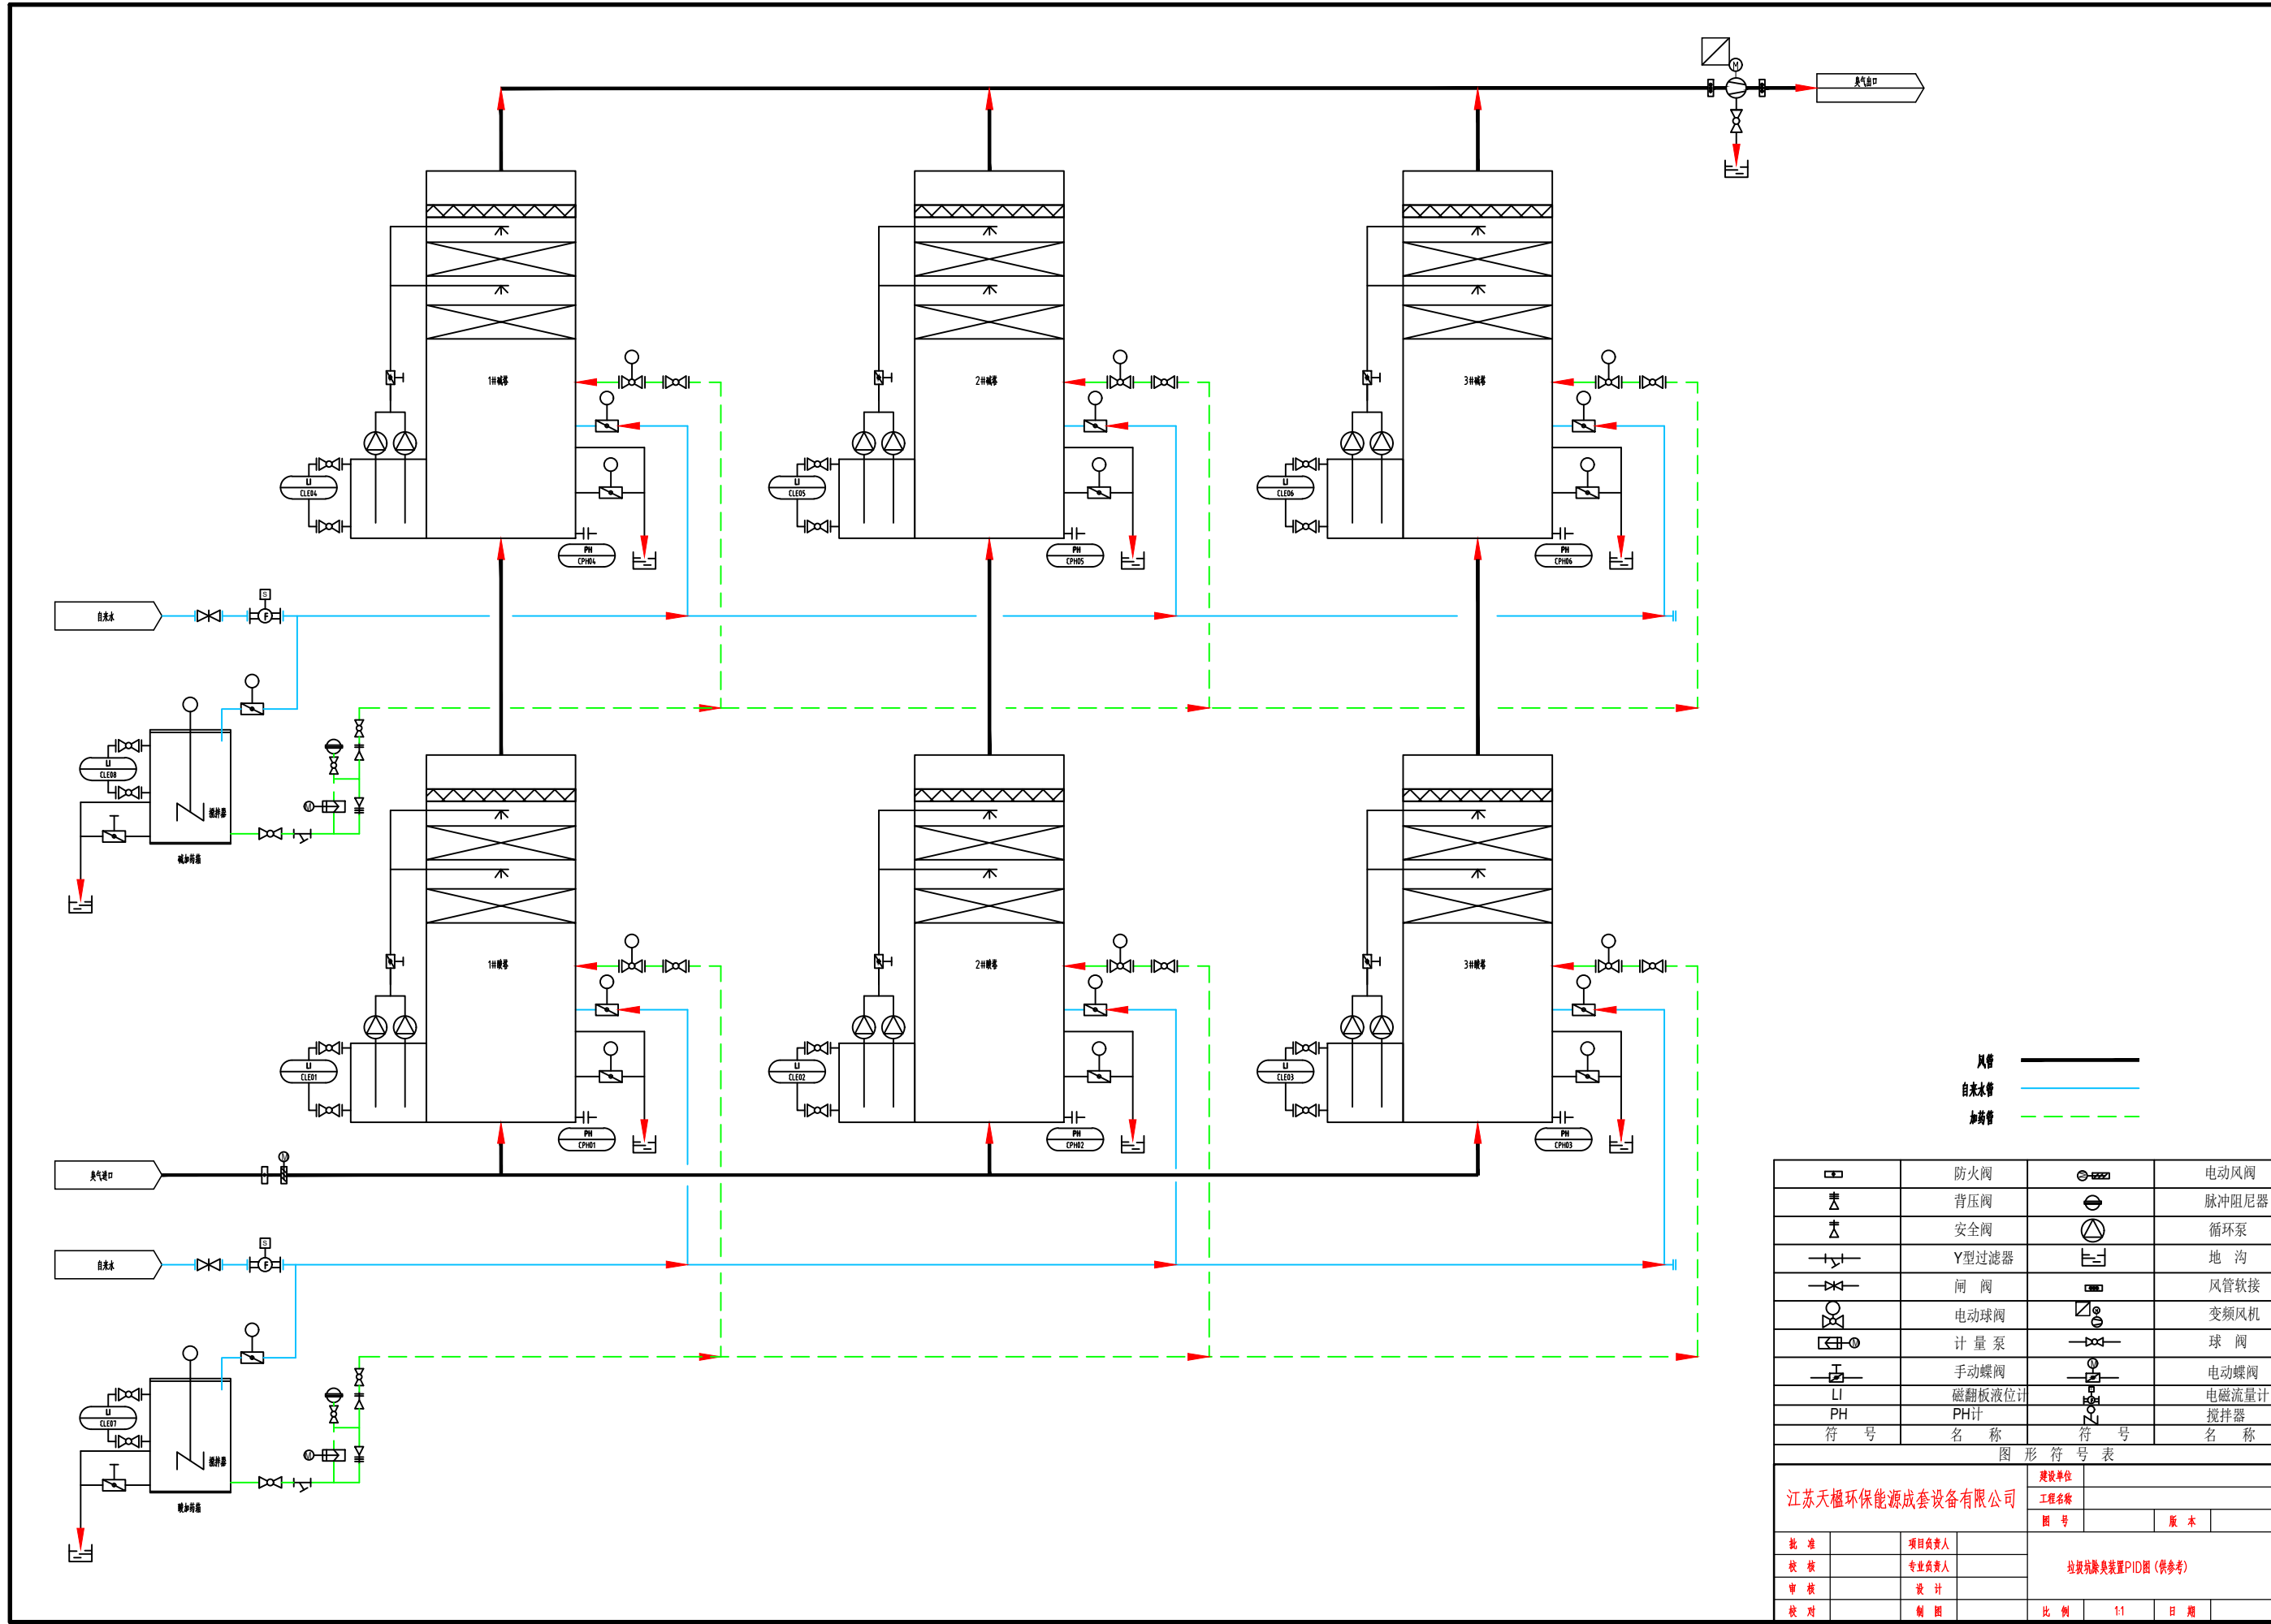 M
臭气出口
1#碱塔
2#碱塔
3#碱塔
LI
CLE04
LI
CLE05
LI
CLE06
PH
CPH04
PH
CPH05
PH
CPH06
S
自来水
F
LI
CLE08
搅拌器
M
碱加药箱
1#酸塔
2#酸塔
3#酸塔
LI
CLE01
LI
CLE02
LI
CLE03
PH
CPH01
PH
CPH02
PH
CPH03
M
臭气进口
S
自来水
F
LI
CLE07
搅拌器
M
酸加药箱
风管
自来水管
加药管
防火阀 电动风阀
背压阀 脉冲阻尼器
安全阀 循环泵
Y型过滤器 地 沟
闸 阀 风管软接
电动球阀 变频风机
计 量 泵 球 阀
手动蝶阀 电动蝶阀
LI 磁翻板液位计 电磁流量计
PH PH计 搅拌器
符 号 名 称 符 号 名 称
图 形 符 号 表
江苏天楹环保能源成套设备有限公司
建设单位
工程名称
图 号 版 本
批 准 项目负责人
校 核 专业负责人
审 核 设 计
校 对 制 图
垃圾坑除臭装置PID图(供参考)
比 例 1:1 日 期